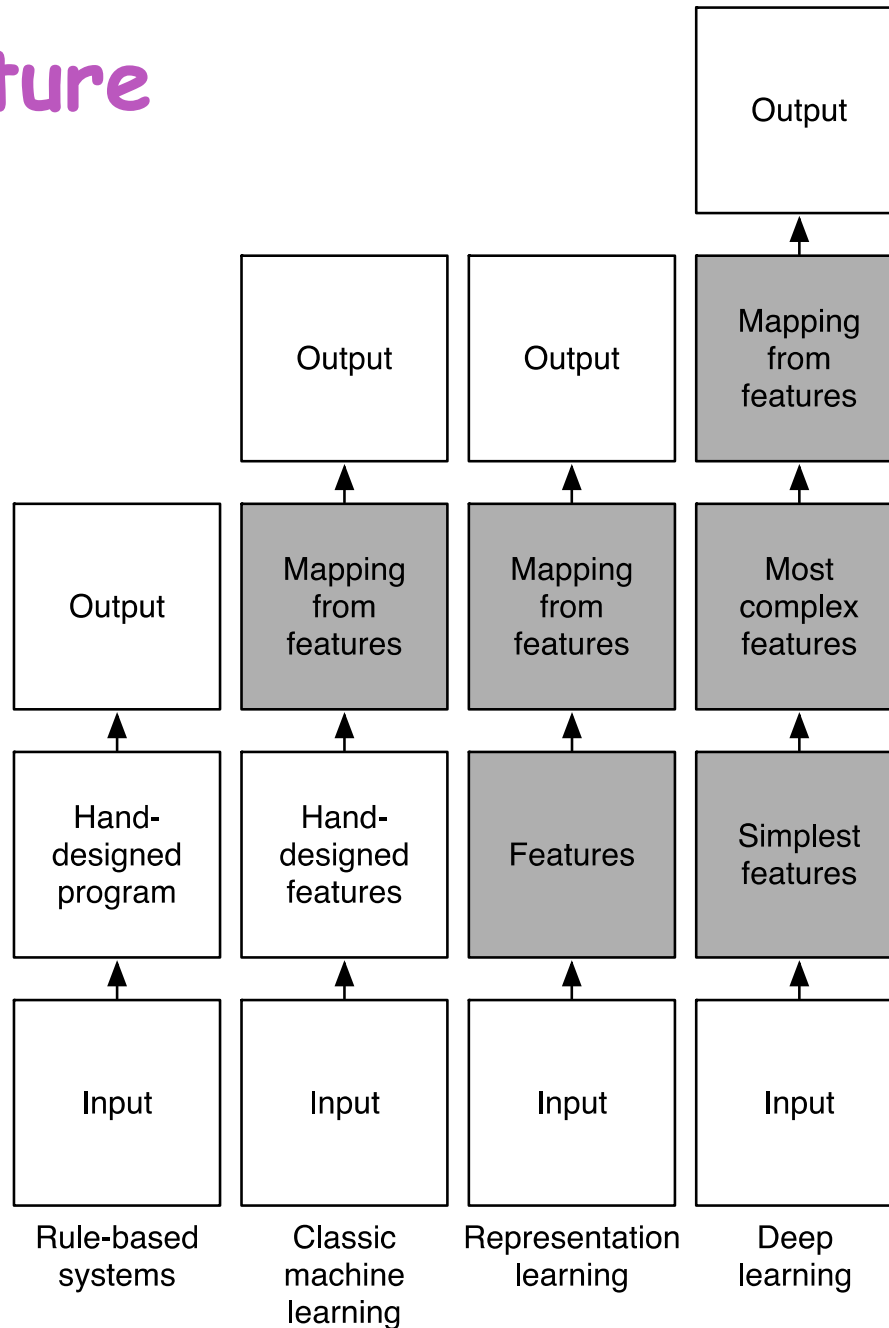 ture
Output
Output
Output
Mapping
from
features
Output
Mapping
from
features
Mapping
from
features
Most
complex
features
Hand-
designed
program
Hand-
designed
features
Features
Simplest
features
Input
Input
Input
Input
Rule-based
systems
Classic
machine
learning
Representation
learning
Deep
learning